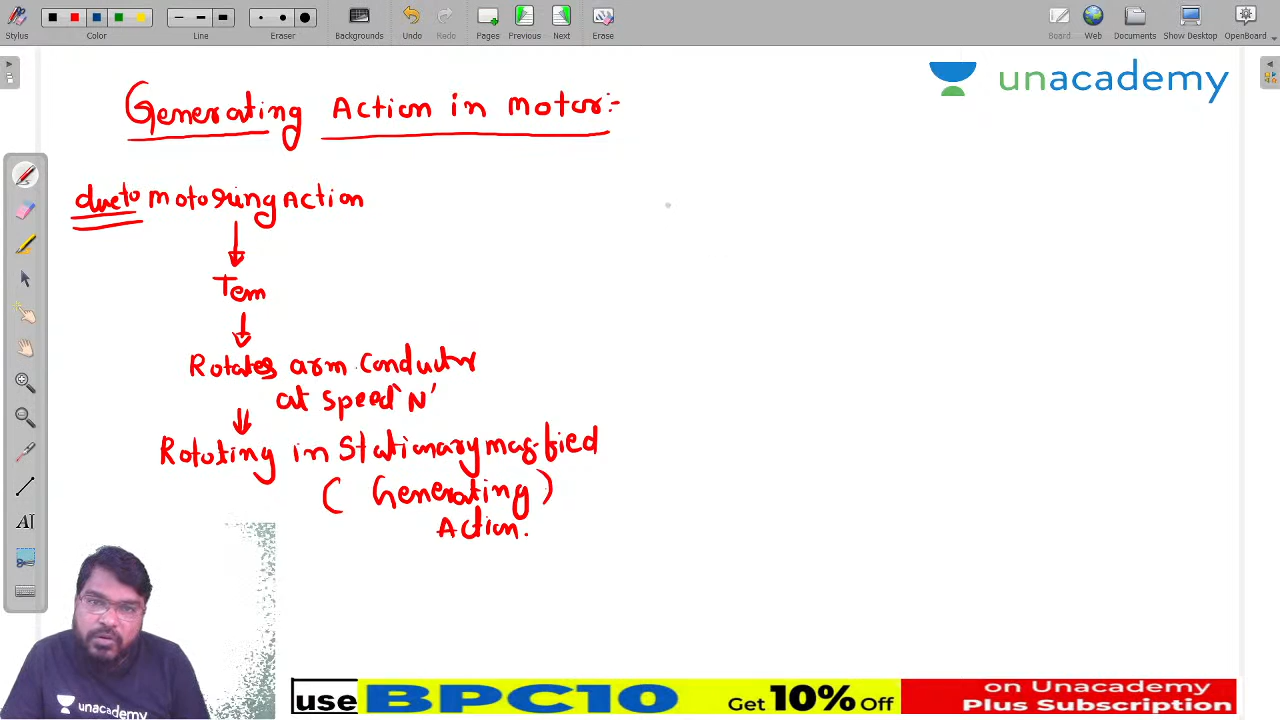 Stylus
Color
Line
Eraser
Backgrounds
Undo
Redo
Pages
Previous
Next
Erase
Board
Web
Documents
Show Desktop
OpenBoard
unacademy
Generating Action in Motor:-
due to motoring Action
Tem
Rotates arm conductor
at speed 'N'
Rotating in Stationary mag. field
( Generating )
Action.
unacademy
use BPC10 Get 10% Off
on Unacademy
Plus Subscription